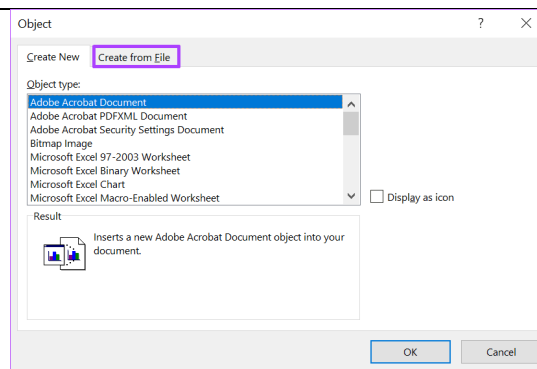 Object ? ×
Create New Create from File
Object type:
Adobe Acrobat Document
Adobe Acrobat PDFXML Document
Adobe Acrobat Security Settings Document
Bitmap Image
Microsoft Excel 97-2003 Worksheet
Microsoft Excel Binary Worksheet
Microsoft Excel Chart
Microsoft Excel Macro-Enabled Worksheet
Display as icon
Result
Inserts a new Adobe Acrobat Document object into your
document.
OK Cancel